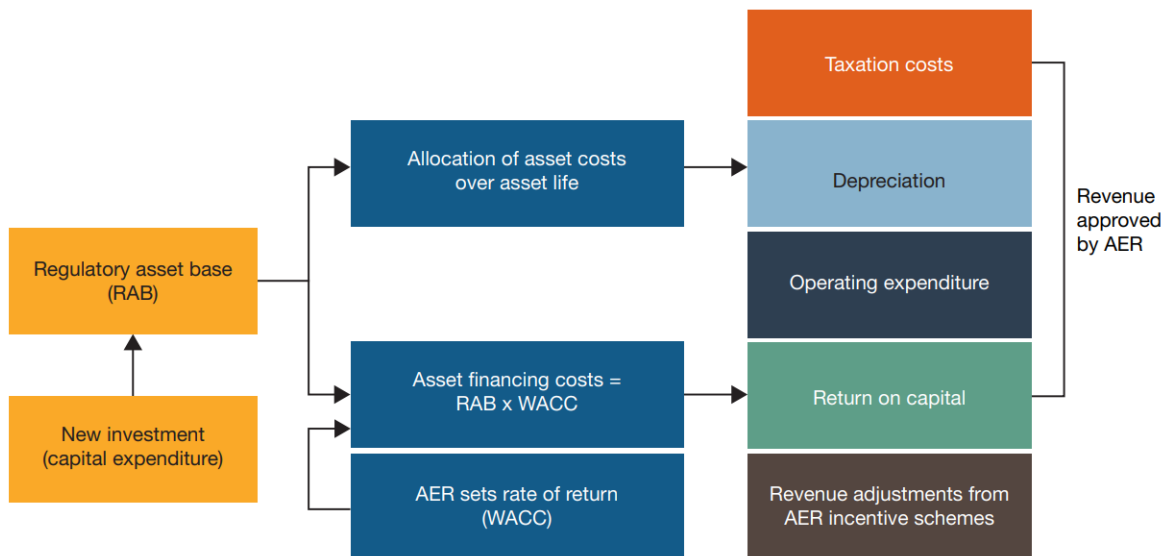 Taxation costs
Allocation of asset costs
over asset life
Depreciation
Revenue
approved
by AER
Regulatory asset base
(RAB)
Operating expenditure
Asset financing costs =
RAB x WACC
Return on capital
New investment
(capital expenditure)
AER sets rate of return
(WACC)
Revenue adjustments from
AER incentive schemes